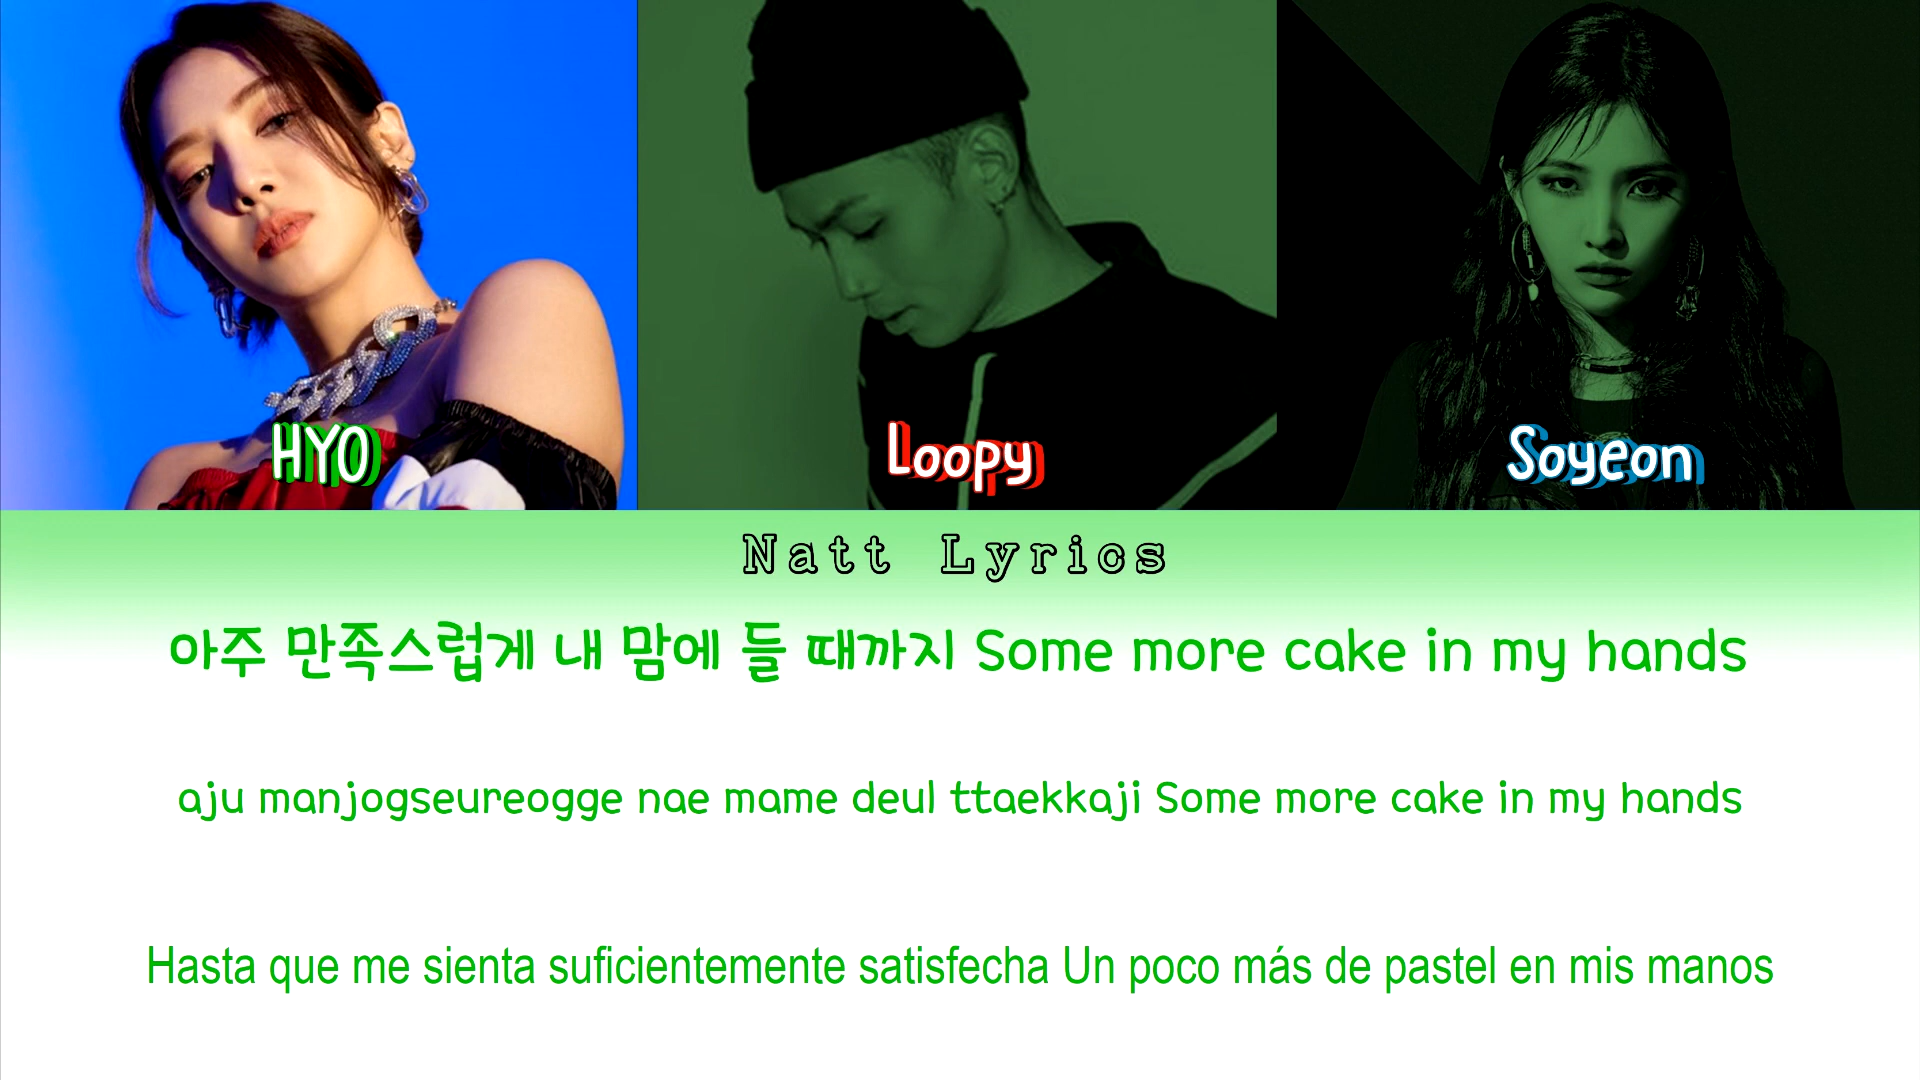 HYO
Loopy
Soyeon
Natt Lyrics
아주 만족스럽게 내 맘에 들 때까지 Some more cake in my hands
aju manjogseureogge nae mame deul ttaekkaji Some more cake in my hands
Hasta que me sienta suficientemente satisfecha Un poco más de pastel en mis manos